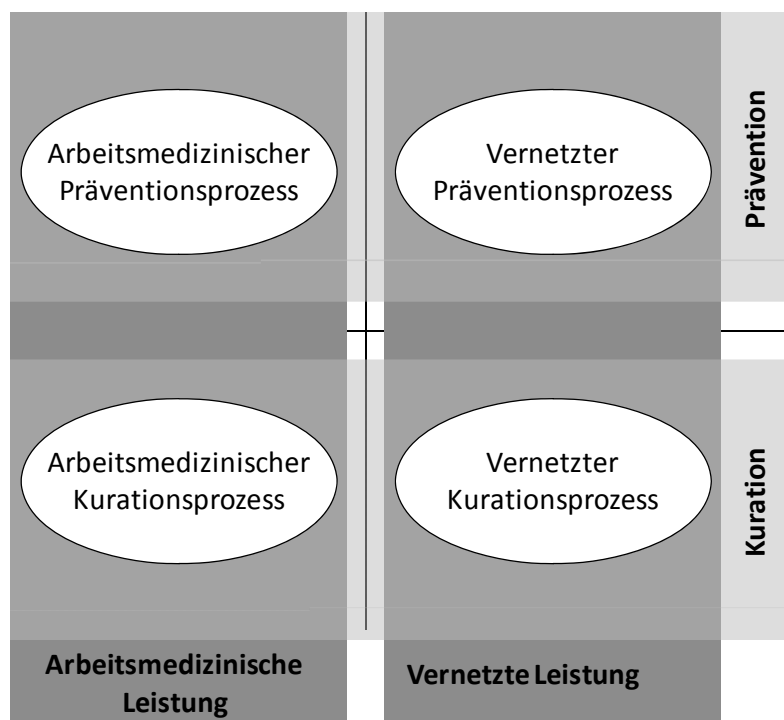 Arbeitsmedizinischer
Präventionsprozess
Vernetzter
Präventionsprozess
Prävention
Arbeitsmedizinischer
Kurationsprozess
Vernetzter
Kurationsprozess
Kuration
Arbeitsmedizinische
Leistung
Vernetzte Leistung